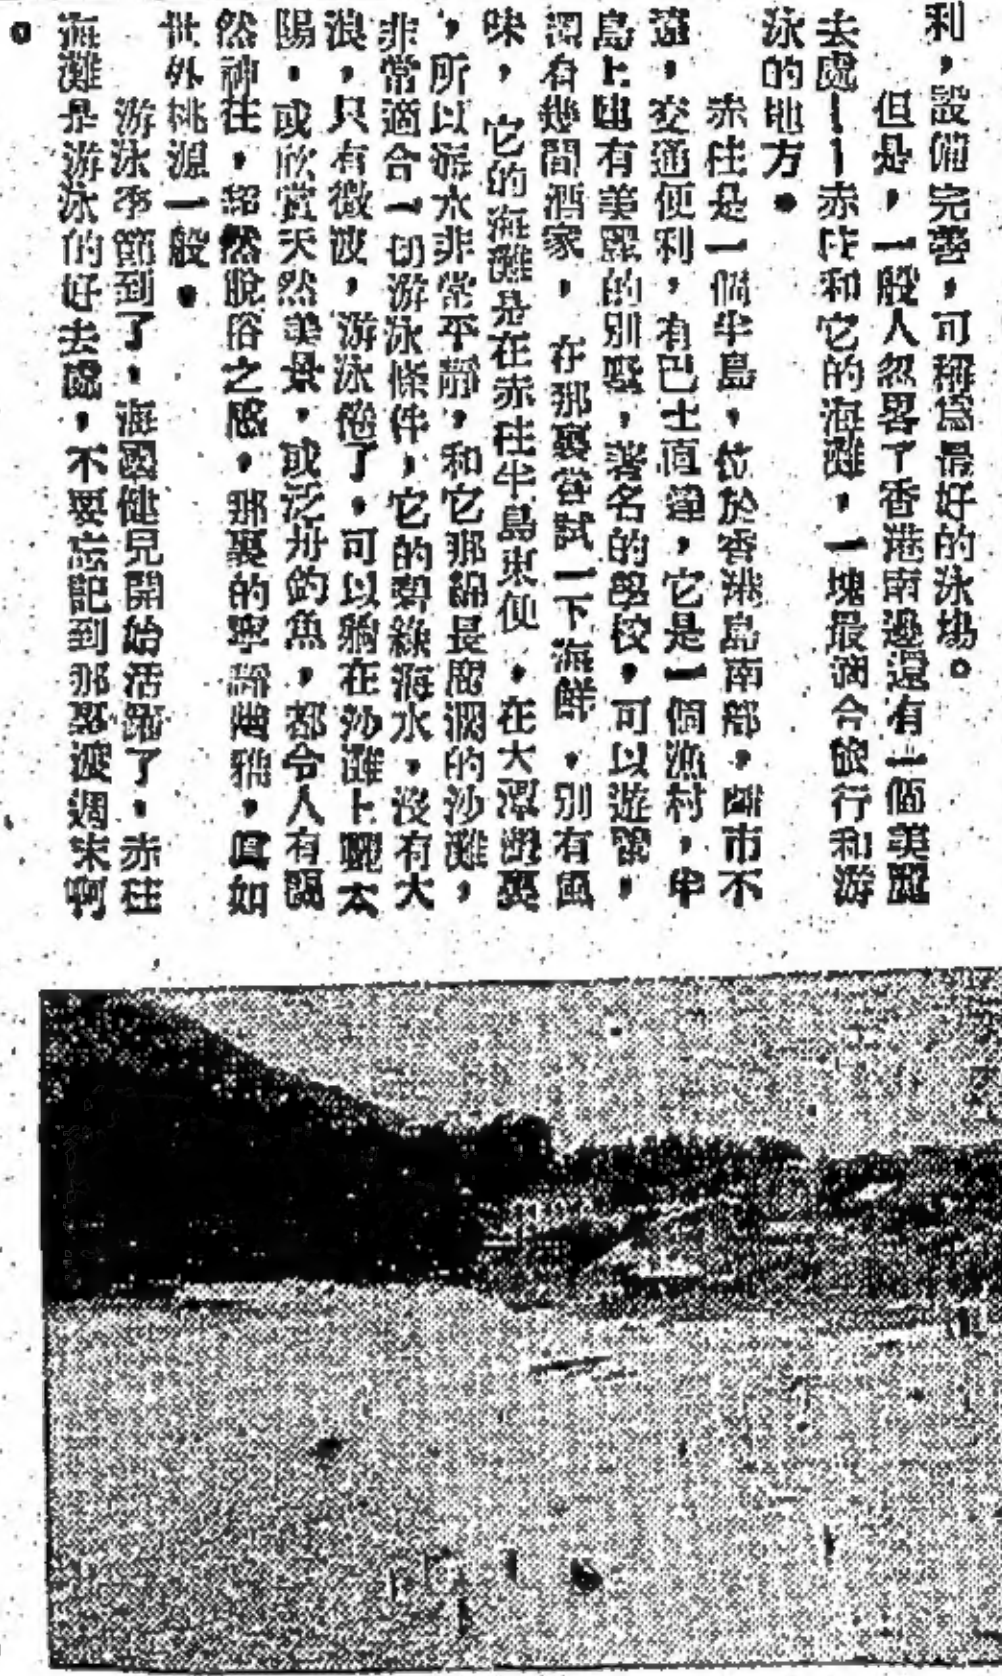 利，設備完善，可稱爲最好的泳場。
但是，一般人忽畧了香港南邊還有一個美麗
去處——赤柱和它的海灘，一塊最適合旅行和游
泳的地方。
赤柱是一個半島，位於香港島南部，離市不
遠，交通便利，有巴士直達，它是一個漁村，半
島上建有美麗的別墅，著名的學校，可以遊覽，
還有幾間酒家，在那裏嘗試一下海鮮，別有風
味，它的海灘是在赤柱半島東便，在大潭裏
，所以海水非常平靜，和它那綿長廣濶的沙灘，
非常適合一切游泳條件，它的碧綠海水，沒有大
浪，只有微波，游泳倦了，可以躺在沙灘上曬太
陽，或欣賞天然美景，或泛舟釣魚，都令人有飄
然神往，超然脫俗之感，那裏的寧靜幽雅，眞如
世外桃源一般。
游泳季節到了，海國健兒開始活躍了，赤柱
海灘是游泳的好去處，不要忘記到那裏渡週末啊
。